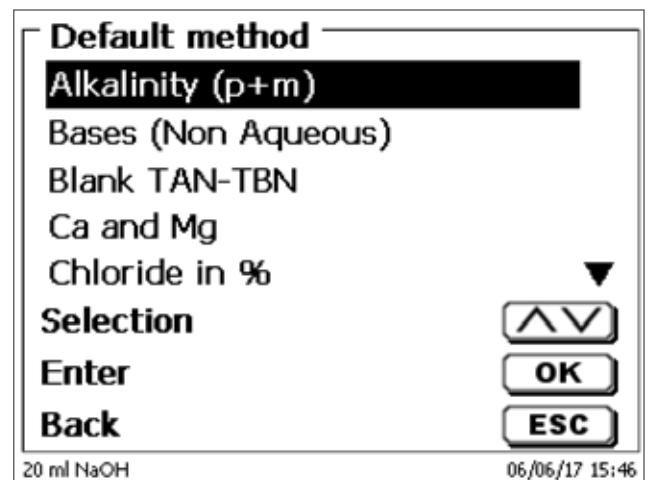 Default method
Alkalinity (p+m)
Bases (Non Aqueous)
Blank TAN-TBN
Ca and Mg
Chloride in %
Selection
Enter OK
Back ESC
20 ml NaOH 06/06/17 15:46